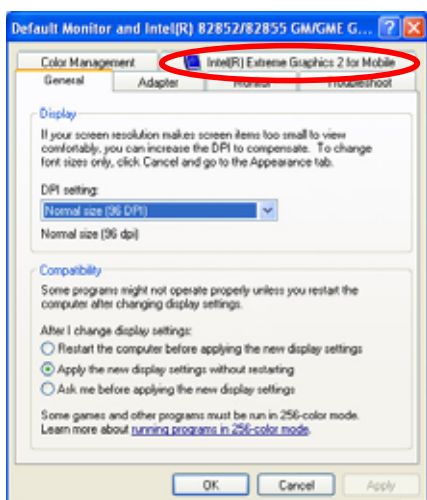 Default Monitor and Intel(R) 82852/82855 GM/GME G...
Color Management
Intel(R) Extreme Graphics 2 for Mobile
General
Adapter
Monitor
Troubleshoot
Display
If your screen resolution makes screen items too small to view
comfortably, you can increase the DPI to compensate. To change
font sizes only, click Cancel and go to the Appearance tab.
DPI setting:
Normal size (96 DPI)
Normal size (96 dpi)
Compatibility
Some programs might not operate properly unless you restart the
computer after changing display settings.
After I change display settings:
Restart the computer before applying the new display settings
Apply the new display settings without restarting
Ask me before applying the new display settings
Some games and other programs must be run in 256-color mode.
Learn more about running programs in 256-color mode.
OK
Cancel
Apply